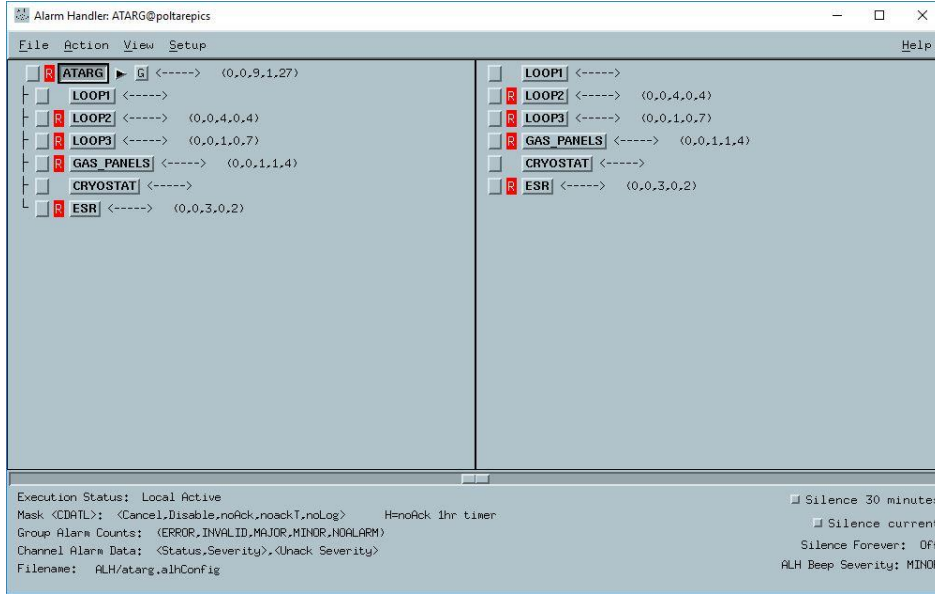 Alarm Handler: ATARG@poltarepics
File Action View Setup Help
R ATARG G <-----> (0,0,9,1,27)
LOOP1 <----->
R LOOP2 <-----> (0,0,4,0,4)
R LOOP3 <-----> (0,0,1,0,7)
R GAS_PANELS <-----> (0,0,1,1,4)
CRYOSTAT <----->
R ESR <-----> (0,0,3,0,2)
LOOP1 <----->
R LOOP2 <-----> (0,0,4,0,4)
R LOOP3 <-----> (0,0,1,0,7)
R GAS_PANELS <-----> (0,0,1,1,4)
CRYOSTAT <----->
R ESR <-----> (0,0,3,0,2)
Execution Status: Local Active
Mask <CDATL>: <Cancel,Disable,noAck,noackT,noLog> H=noAck 1hr timer
Group Alarm Counts: (ERROR,INVALID,MAJOR,MINOR,NOALARM)
Channel Alarm Data: <Status,Severity>,<Unack Severity>
Filename: ALH/atarg.alhConfig
Silence 30 minutes
Silence current
Silence Forever: Of
ALH Beep Severity: MINO